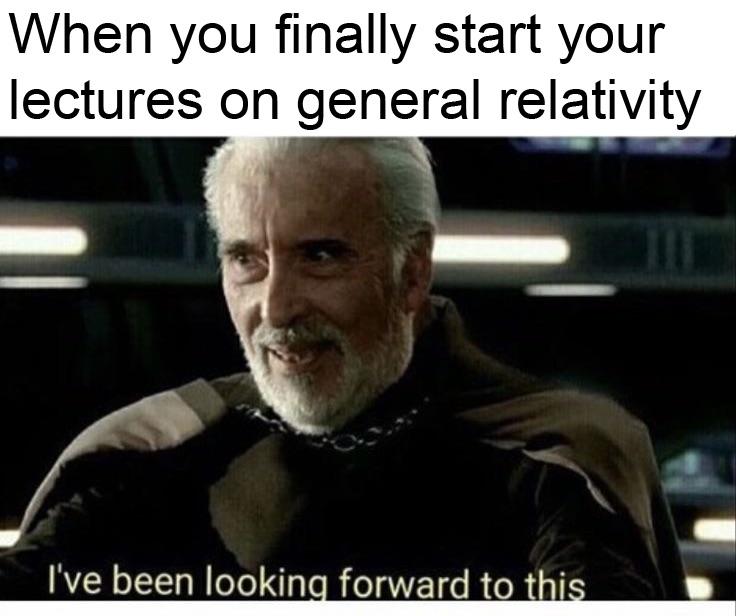 When you finally start your
lectures on general relativity
I've been looking forward to this